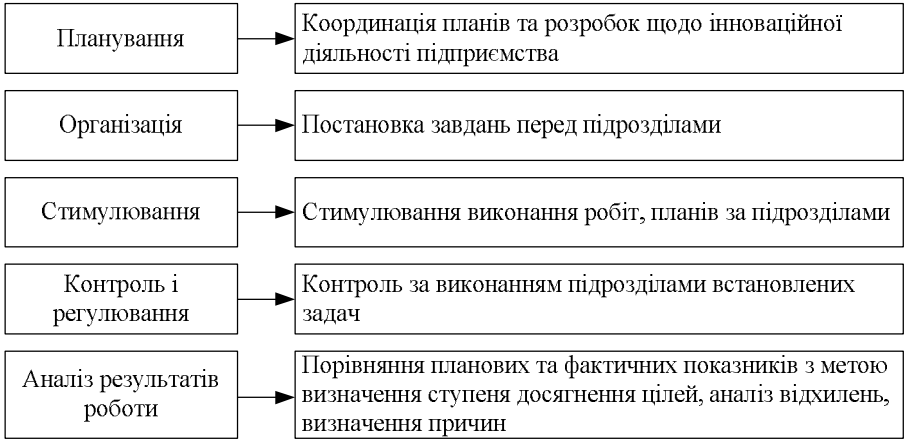 Планування
Координація планів та розробок щодо інноваційної
діяльності підприємства
Організація
Постановка завдань перед підрозділами
Стимулювання
Стимулювання виконання робіт, планів за підрозділами
Контроль і
регулювання
Контроль за виконанням підрозділами встановлених
задач
Аналіз результатів
роботи
Порівняння планових та фактичних показників з метою
визначення ступеня досягнення цілей, аналіз відхилень,
визначення причин